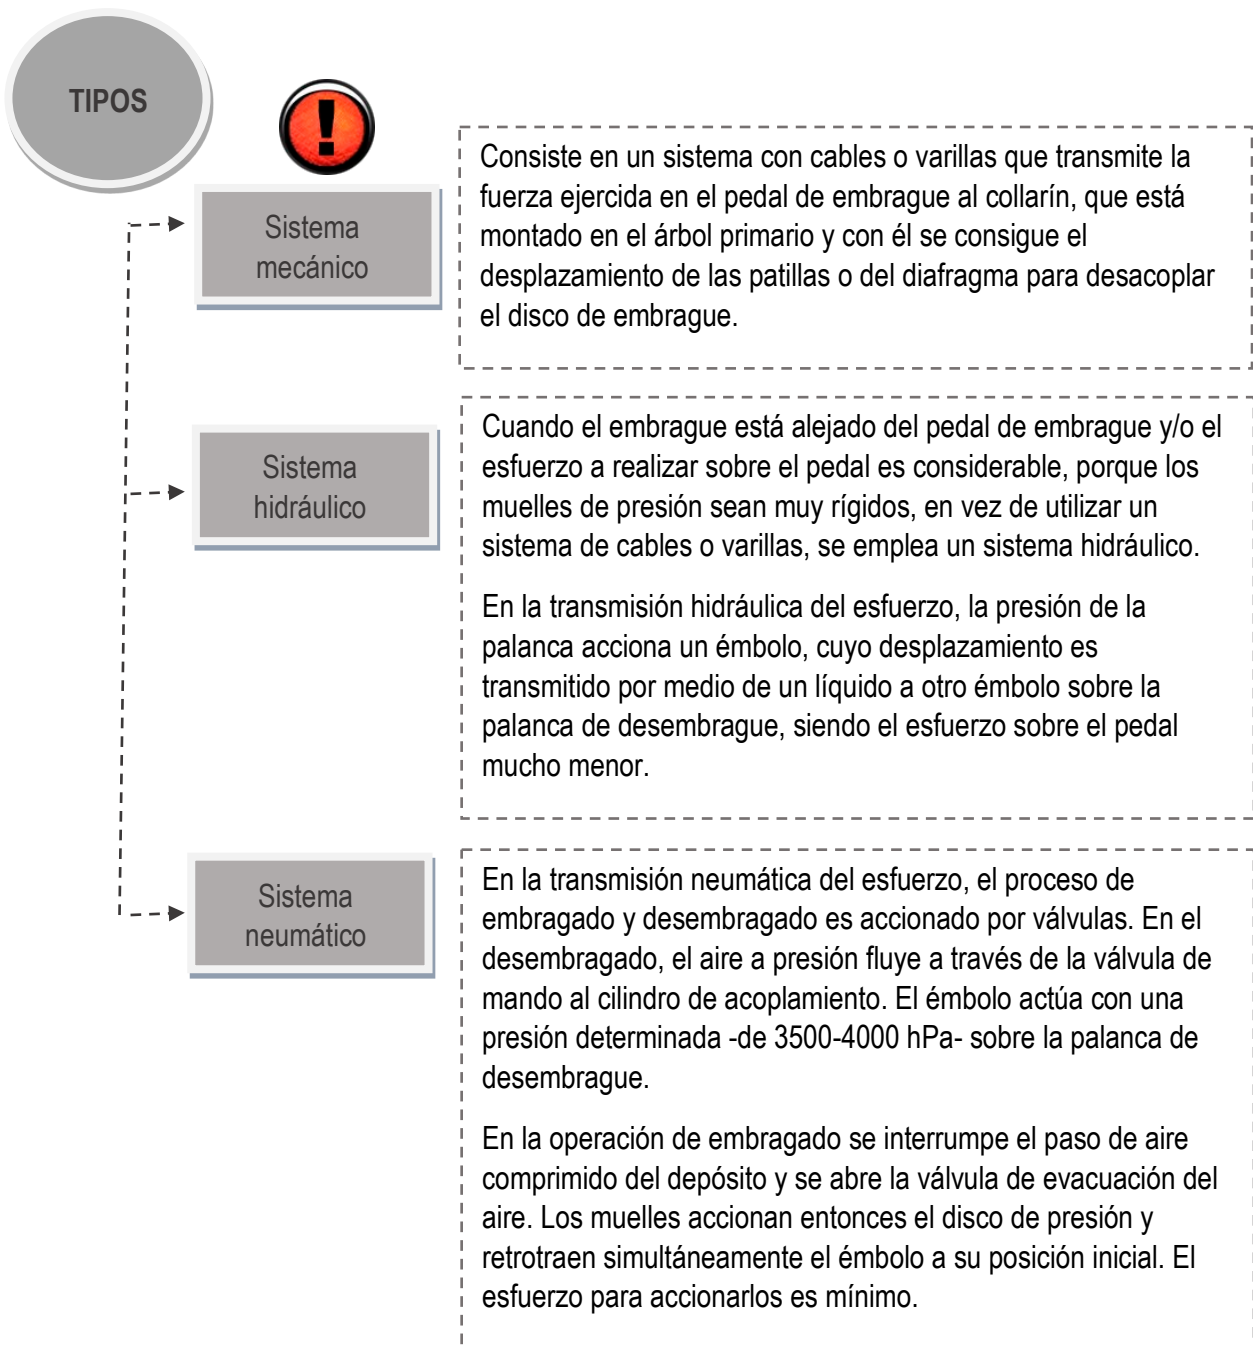 TIPOS
!
Sistema
mecánico
Consiste en un sistema con cables o varillas que transmite la
fuerza ejercida en el pedal de embrague al collarín, que está
montado en el árbol primario y con él se consigue el
desplazamiento de las patillas o del diafragma para desacoplar
el disco de embrague.
Sistema
hidráulico
Cuando el embrague está alejado del pedal de embrague y/o el
esfuerzo a realizar sobre el pedal es considerable, porque los
muelles de presión sean muy rígidos, en vez de utilizar un
sistema de cables o varillas, se emplea un sistema hidráulico.
En la transmisión hidráulica del esfuerzo, la presión de la
palanca acciona un émbolo, cuyo desplazamiento es
transmitido por medio de un líquido a otro émbolo sobre la
palanca de desembrague, siendo el esfuerzo sobre el pedal
mucho menor.
Sistema
neumático
En la transmisión neumática del esfuerzo, el proceso de
embragado y desembragado es accionado por válvulas. En el
desembragado, el aire a presión fluye a través de la válvula de
mando al cilindro de acoplamiento. El émbolo actúa con una
presión determinada -de 3500-4000 hPa- sobre la palanca de
desembrague.
En la operación de embragado se interrumpe el paso de aire
comprimido del depósito y se abre la válvula de evacuación del
aire. Los muelles accionan entonces el disco de presión y
retrotraen simultáneamente el émbolo a su posición inicial. El
esfuerzo para accionarlos es mínimo.